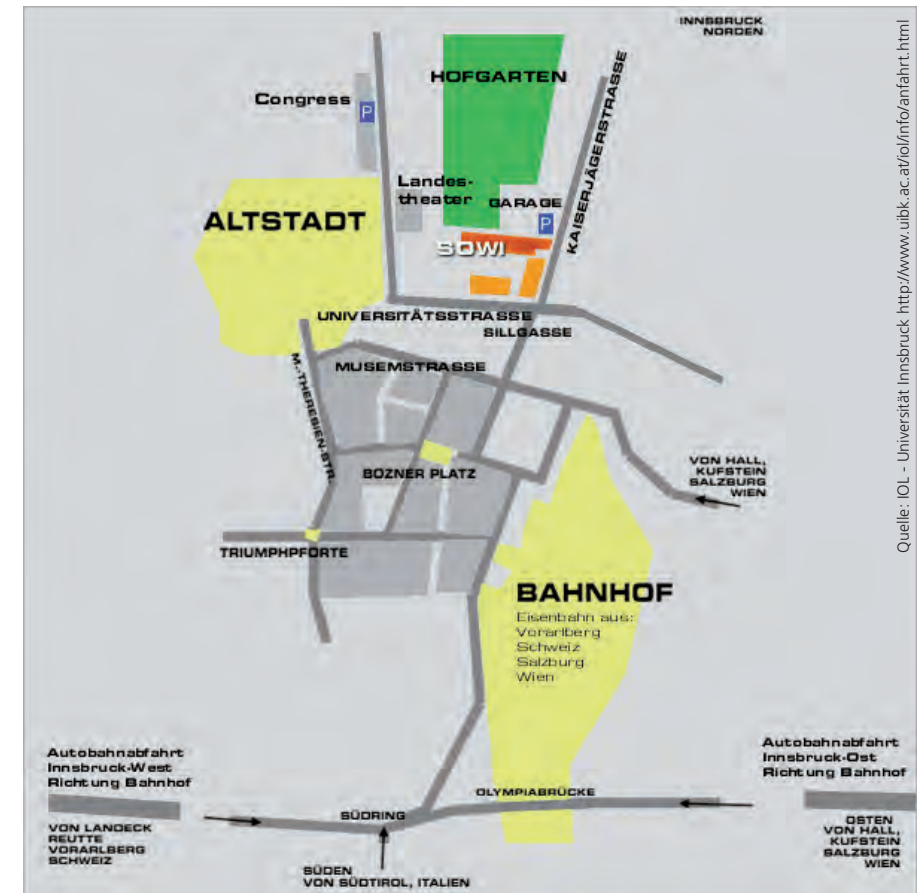 INNSBRUCK
NORDEN
HOFGARTEN
Congress
P
KAISERJÄGERSTRASSE
Landes-
theater
GARAGE
P
ALTSTADT
SOWI
UNIVERSITÄTSSTRASSE
SILLGASSE
MUSEMSTRASSE
M.-THERESIEN-STR.
BOZNER PLATZ
VON HALL,
KUFSTEIN
SALZBURG
WIEN
TRIUMPHPFORTE
BAHNHOF
Eisenbahn aus:
Vorarlberg
Schweiz
Salzburg
Wien
Autobahnabfahrt
Innsbruck-West
Richtung Bahnhof
Autobahnabfahrt
Innsbruck-Ost
Richtung Bahnhof
OLYMPIABRÜCKE
SÜDRING
VON LANDECK
REUTTE
VORARLBERG
SCHWEIZ
OSTEN
VON HALL,
KUFSTEIN
SALZBURG
WIEN
SÜDEN
VON SÜDTIROL, ITALIEN
Quelle: IOL - Universität Innsbruck http://www.uibk.ac.at/iol/info/anfahrt.html